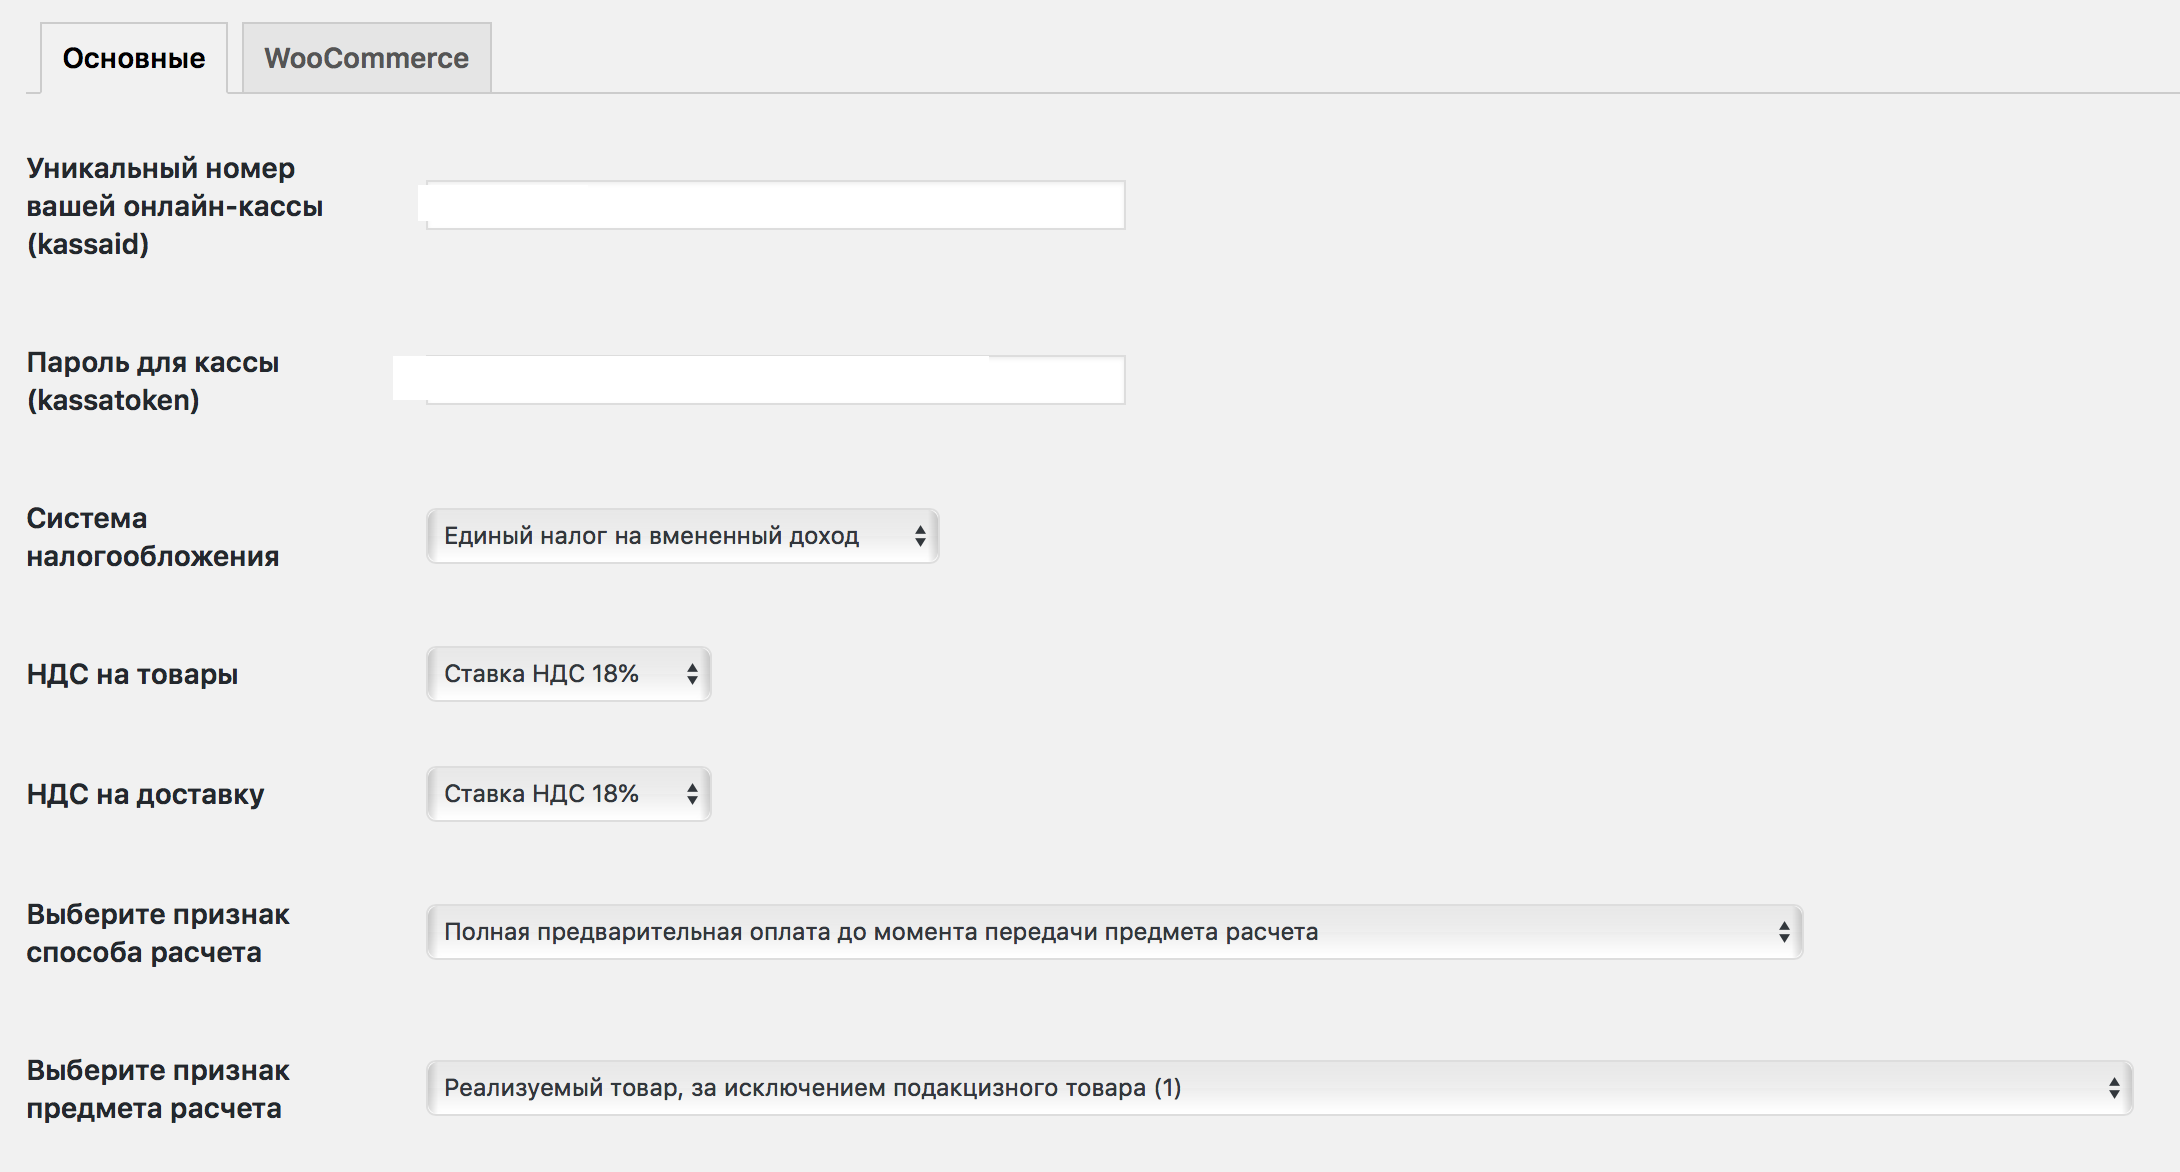 Основные
WooCommerce
Уникальный номер
вашей онлайн-кассы
(kassaid)
Пароль для кассы
(kassatoken)
Система
налогообложения
Единый налог на вмененный доход
НДС на товары
Ставка НДС 18%
НДС на доставку
Ставка НДС 18%
Выберите признак
способа расчета
Полная предварительная оплата до момента передачи предмета расчета
Выберите признак
предмета расчета
Реализуемый товар, за исключением подакцизного товара (1)